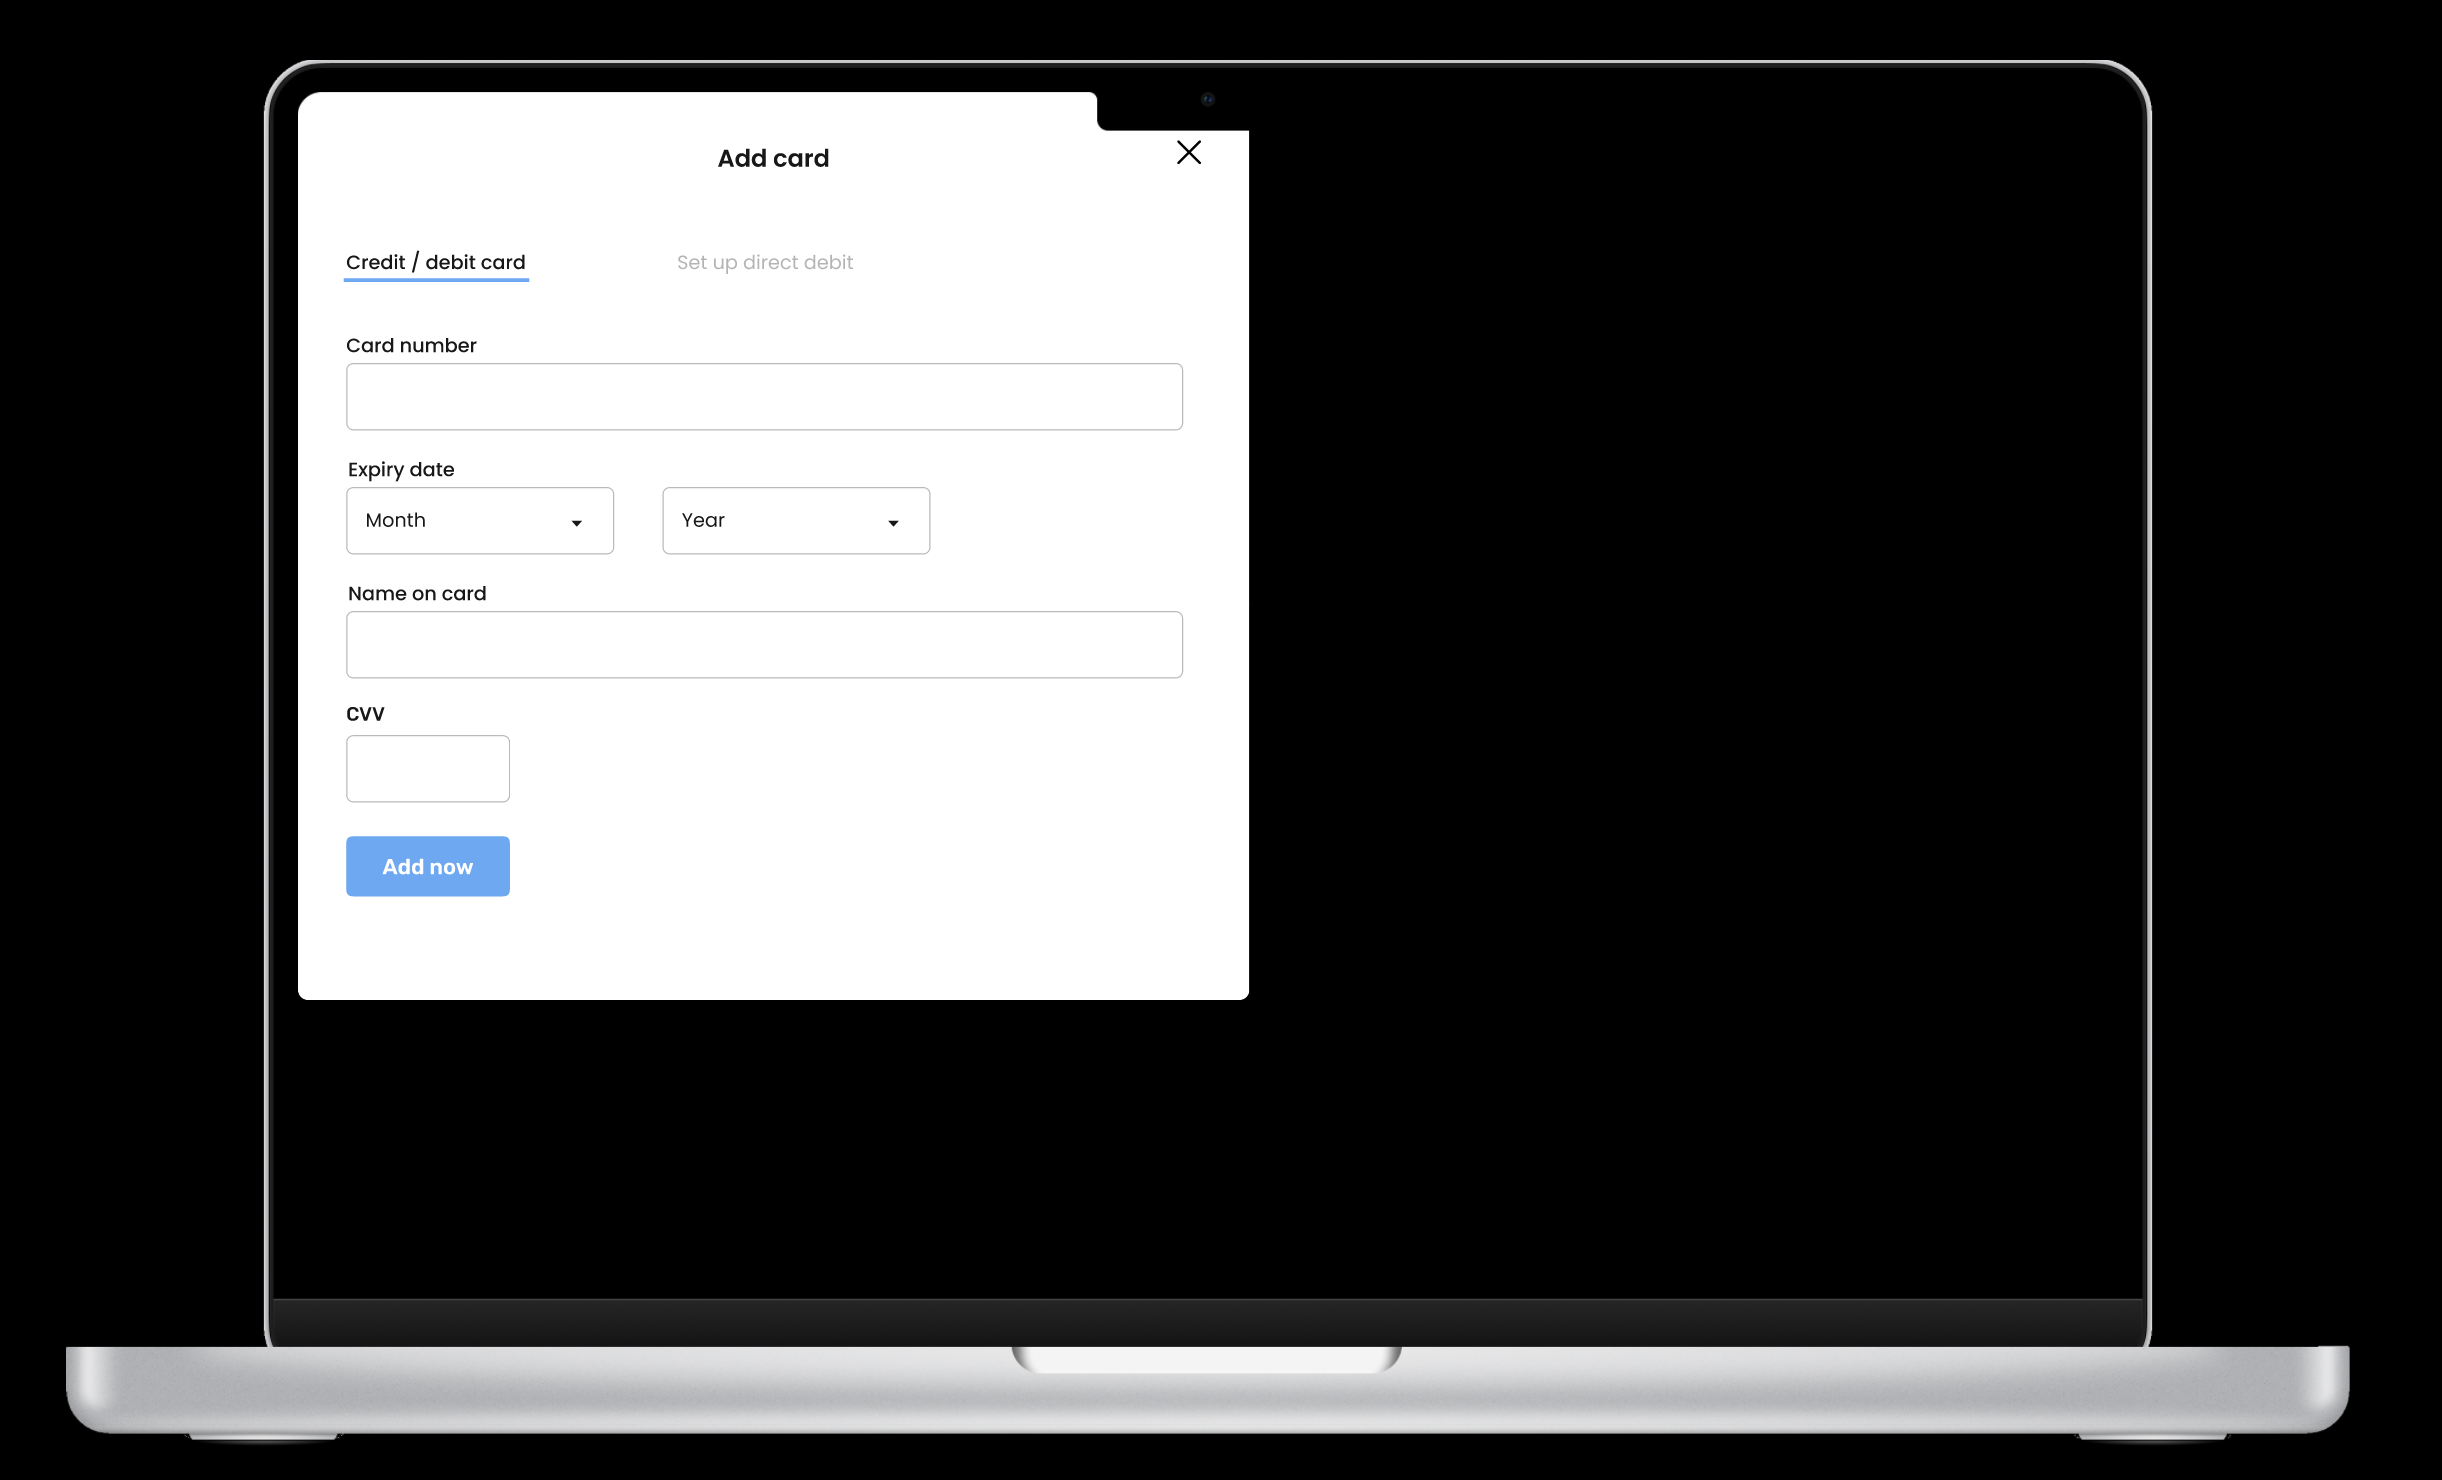 Add card
Credit / debit card
Set up direct debit
Card number
Expiry date
Month
Year
Name on card
CVV
Add now